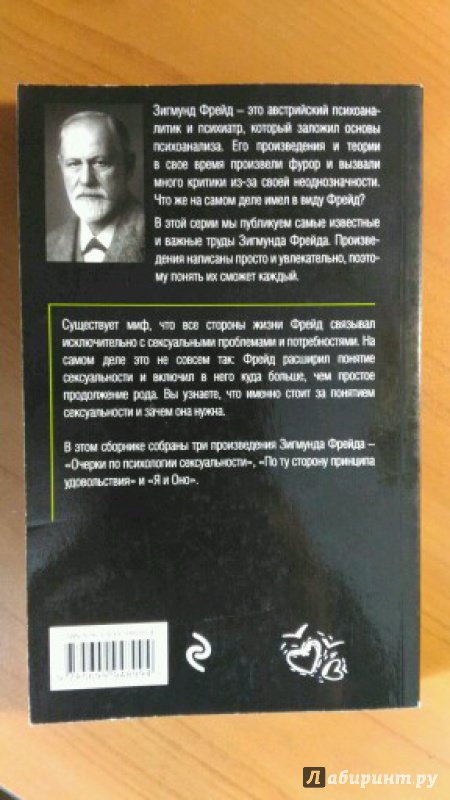 Зигмунд Фрейд – это австрийский психоана-
литик и психиатр, который заложил основы
психоанализа. Его произведения и теории
в свое время произвели фурор и вызвали
много критики из-за своей неоднозначности.
Что же на самом деле имел в виду Фрейд?
В этой серии мы публикуем самые известные
и важные труды Зигмунда Фрейда. Произве-
дения написаны просто и увлекательно, поэто-
му понять их сможет каждый.
Существует миф, что все стороны жизни Фрейд связывал
исключительно с сексуальными проблемами и потребностями. На
самом деле это не совсем так: Фрейд расширил понятие
сексуальности и включил в него куда больше, чем простое
продолжение рода. Вы узнаете, что именно стоит за понятием
сексуальности и зачем она нужна.
В этом сборнике собраны три произведения Зигмунда Фрейда –
«Очерки по психологии сексуальности», «По ту сторону принципа
удовольствия» и «Я и Оно».
Лабиринт.ру